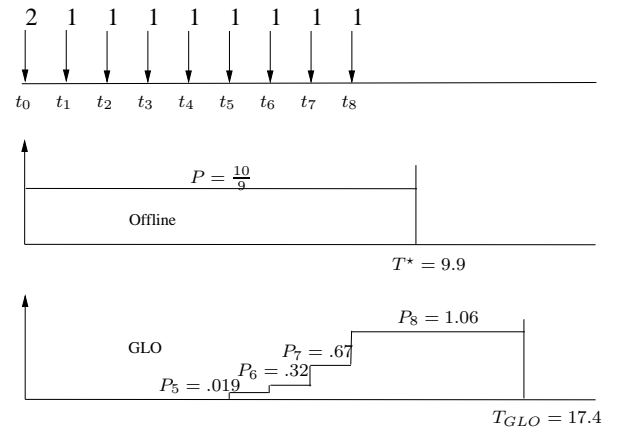 2 1 1 1 1 1 1 1 1
t₀ t₁ t₂ t₃ t₄ t₅ t₆ t₇ t₈
P = 10/9
Offline
T⋆ = 9.9
P₈ = 1.06
GLO
P₇ = .67
P₆ = .32
P₅ = .019
T_GLO = 17.4